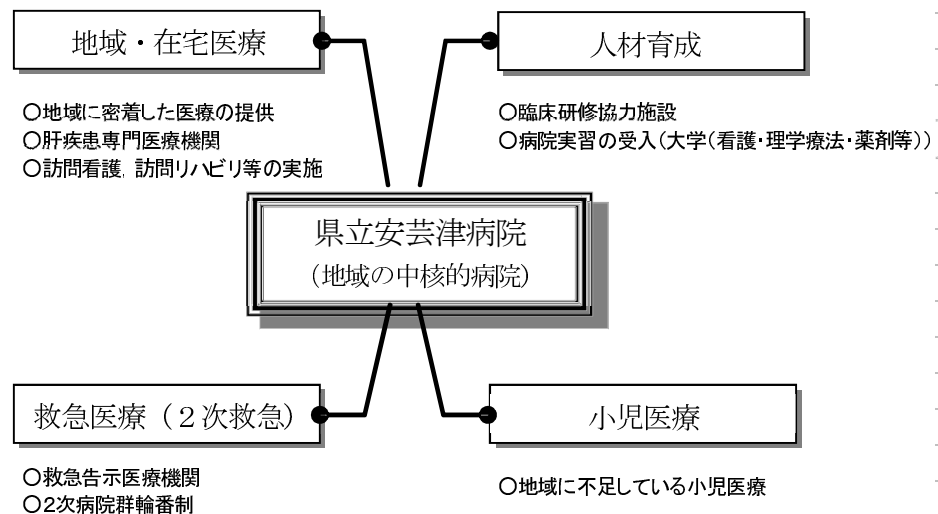 地域・在宅医療
○地域に密着した医療の提供
○肝疾患専門医療機関
○訪問看護，訪問リハビリ等の実施
人材育成
○臨床研修協力施設
○病院実習の受入（大学（看護・理学療法・薬剤等））
県立安芸津病院
（地域の中核的病院）
救急医療（２次救急）
○救急告示医療機関
○２次病院群輪番制
小児医療
○地域に不足している小児医療